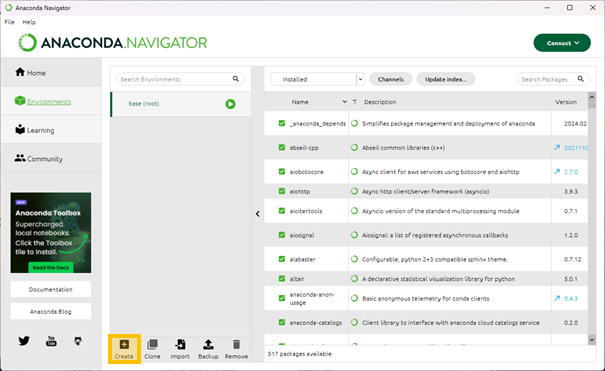 Anaconda Navigator
File Help
ANACONDA.NAVIGATOR
Connect
Home
Environments
Learning
Community
NEW
Anaconda Toolbox
Supercharged
local notebooks.
Click the Toolbox
tile to install.
Read the Docs
Documentation
Anaconda Blog
You
Tube
Search Environments
base (root)
Create
Clone
Import
Backup
Remove
Installed
Channels
Update index...
Search Packages
Name T Description Version
_anaconda_depends Simplifies package management and deployment of anaconda 2024.02
abseil-cpp Abseil common libraries (c++) 2021110
aiobotocore Async client for aws services using botocore and aiohttp 2.7.0
aiohttp Async http client/server framework (asyncio) 3.9.3
aioitertools Asyncio version of the standard multiprocessing module 0.7.1
aiosignal Aiosignal: a list of registered asynchronous callbacks 1.2.0
alabaster Configurable, python 2+3 compatible sphinx theme. 0.7.12
altair A declarative statistical visualization library for python 5.0.1
anaconda-anon-
usage Basic anonymous telemetry for conda clients 0.4.3
anaconda-catalogs Client library to interface with anaconda cloud catalogs service 0.2.0
517 packages available